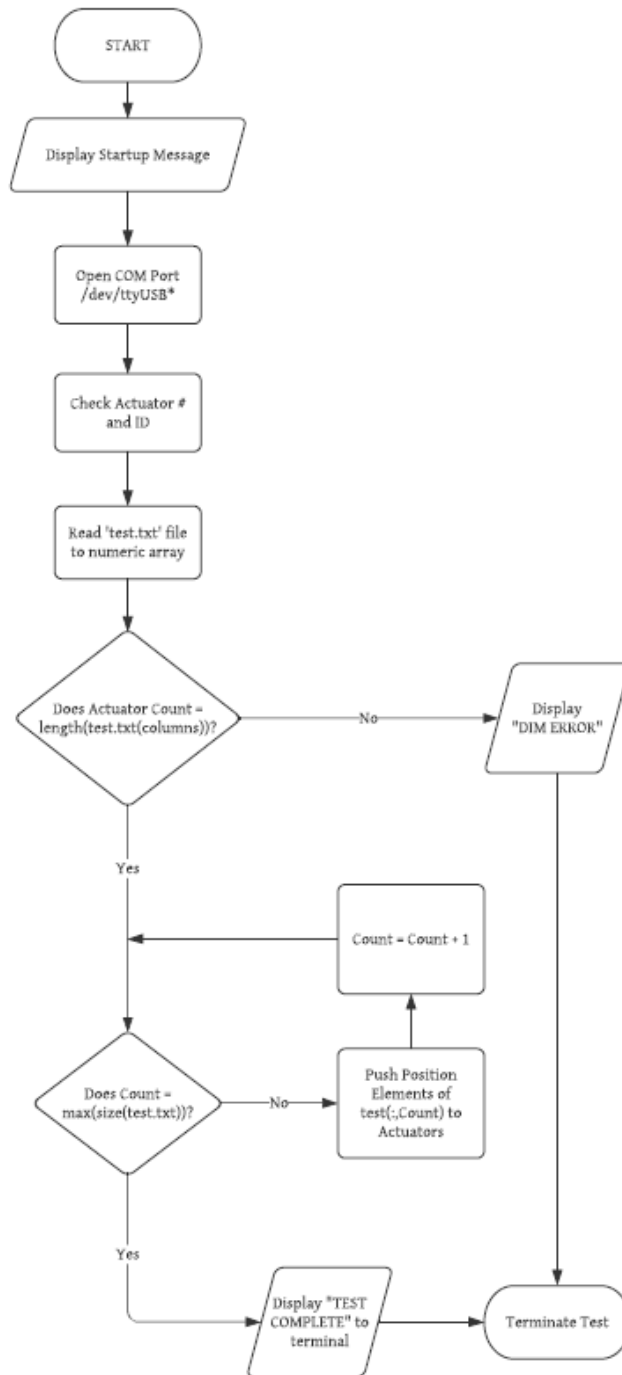 START
Display Startup Message
Open COM Port
/dev/ttyUSB*
Check Actuator #
and ID
Read 'test.txt' file
to numeric array
Does Actuator Count =
length(test.txt(columns))?
No
Display
"DIM ERROR"
Yes
Count = Count + 1
Does Count =
max(size(test.txt))?
No
Push Position
Elements of
test(:,Count) to
Actuators
Yes
Display "TEST
COMPLETE" to
terminal
Terminate Test